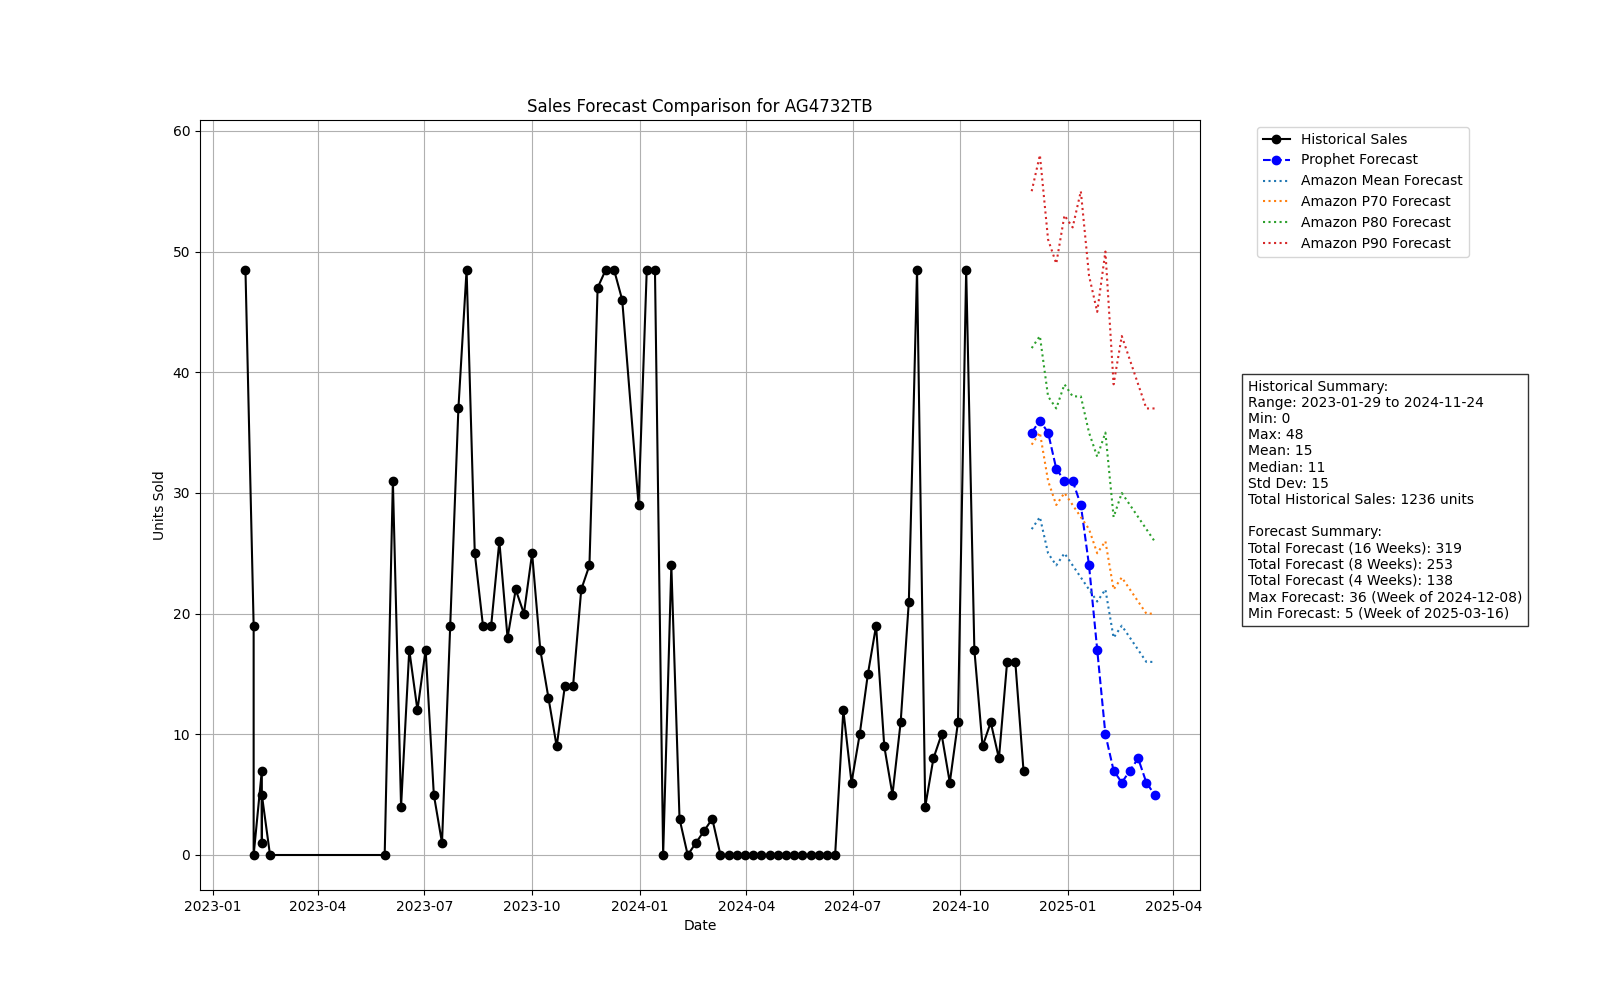 Sales Forecast Comparison for AG4732TB
60
50
40
30
20
10
0
Units Sold
2023-01
2023-04
2023-07
2023-10
2024-01
2024-04
2024-07
2024-10
2025-01
2025-04
Date
Historical Sales
Prophet Forecast
Amazon Mean Forecast
Amazon P70 Forecast
Amazon P80 Forecast
Amazon P90 Forecast
Historical Summary:
Range: 2023-01-29 to 2024-11-24
Min: 0
Max: 48
Mean: 15
Median: 11
Std Dev: 15
Total Historical Sales: 1236 units
Forecast Summary:
Total Forecast (16 Weeks): 319
Total Forecast (8 Weeks): 253
Total Forecast (4 Weeks): 138
Max Forecast: 36 (Week of 2024-12-08)
Min Forecast: 5 (Week of 2025-03-16)